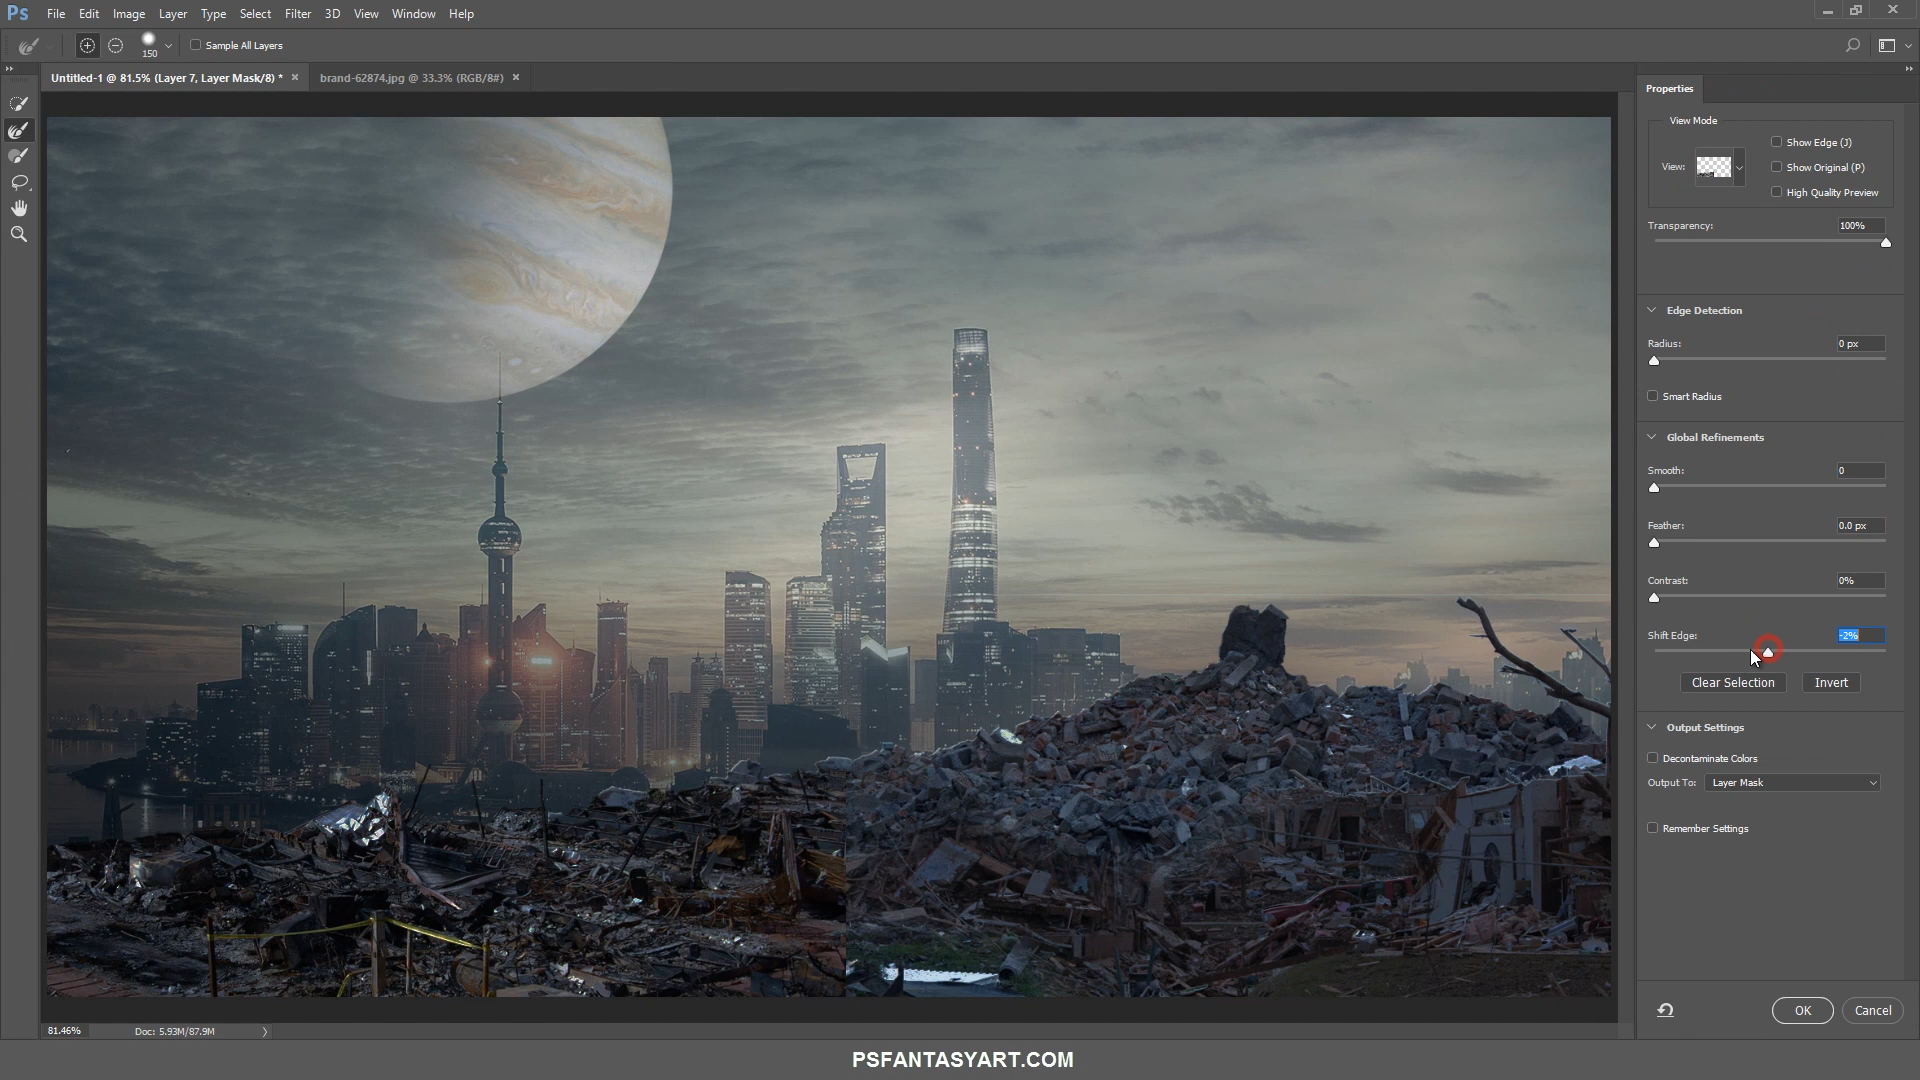 Ps File Edit Image Layer Type Select Filter 3D View Window Help
150 Sample All Layers
Untitled-1 @ 81.5% (Layer 7, Layer Mask/8) * × brand-62874.jpg @ 33.3% (RGB/8#) ×
Properties
View Mode
Show Edge (J)
View: Show Original (P)
High Quality Preview
Transparency: 100%
Edge Detection
Radius: 0 px
Smart Radius
Global Refinements
Smooth: 0
Feather: 0.0 px
Contrast: 0%
Shift Edge: -2%
Clear Selection Invert
Output Settings
Decontaminate Colors
Output To: Layer Mask
Remember Settings
OK Cancel
81.46% Doc: 5.93M/87.9M
PSFANTASYART.COM